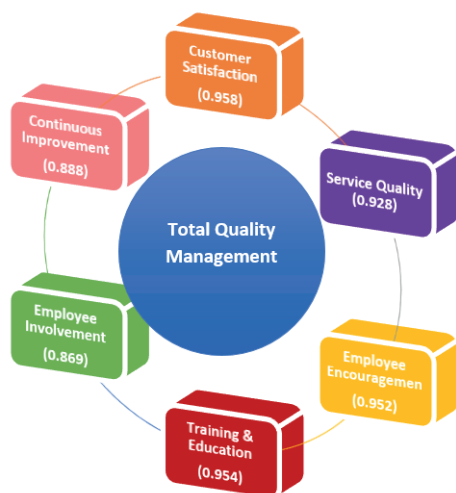 Customer
Satisfaction
(0.958)
Continuous
Improvement
(0.888)
Service Quality
(0.928)
Total Quality
Management
Employee
Involvement
(0.869)
Employee
Encouragemen
(0.952)
Training &
Education
(0.954)